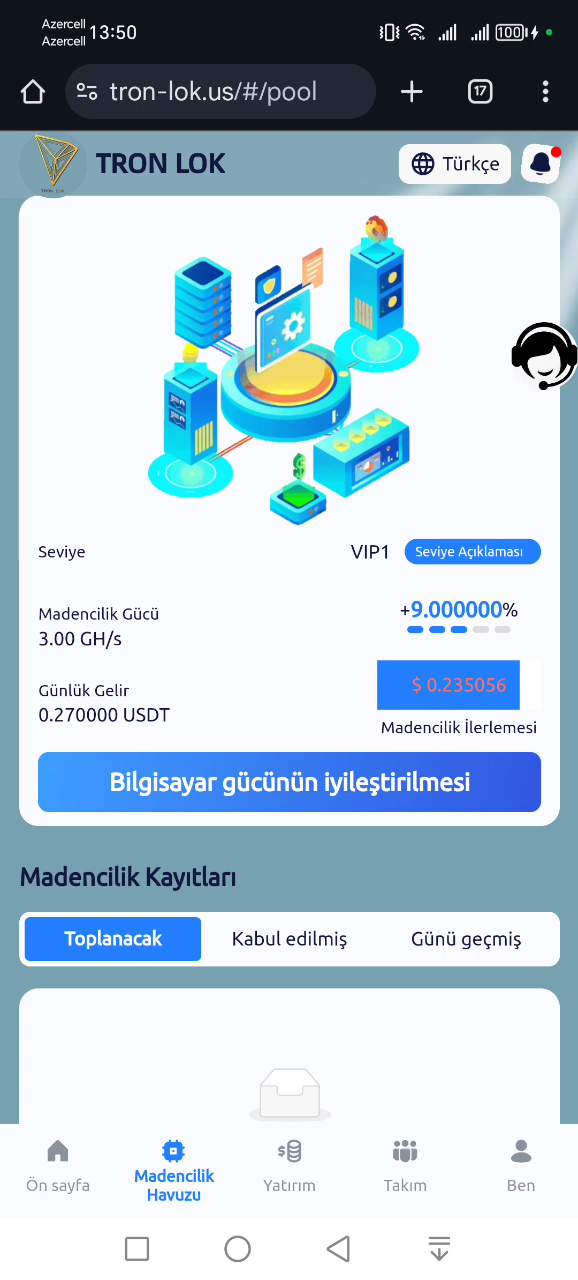 Azercell
Azercell
13:50
100
tron-lok.us/#/pool
17
TRON LOK
TRON LOK
Türkçe
Seviye
VIP1
Seviye Açıklaması
Madencilik Gücü
+9.000000%
3.00 GH/s
Günlük Gelir
$ 0.235056
0.270000 USDT
Madencilik İlerlemesi
Bilgisayar gücünün iyileştirilmesi
Madencilik Kayıtları
Toplanacak
Kabul edilmiş
Günü geçmiş
Ön sayfa
Madencilik
Havuzu
Yatırım
Takım
Ben